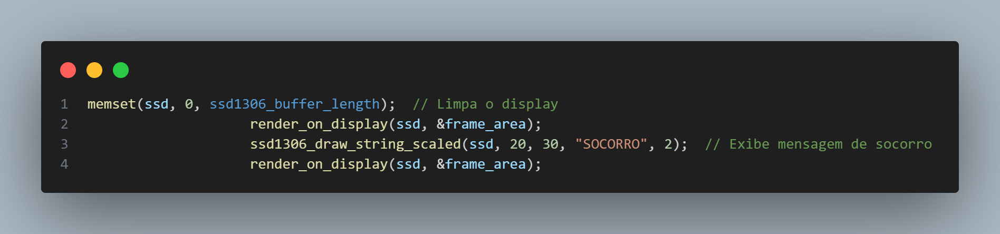 1 memset(ssd, 0, ssd1306_buffer_length);  // Limpa o display
2                     render_on_display(ssd, &frame_area);
3                     ssd1306_draw_string_scaled(ssd, 20, 30, "SOCORRO", 2);  // Exibe mensagem de socorro
4                     render_on_display(ssd, &frame_area);